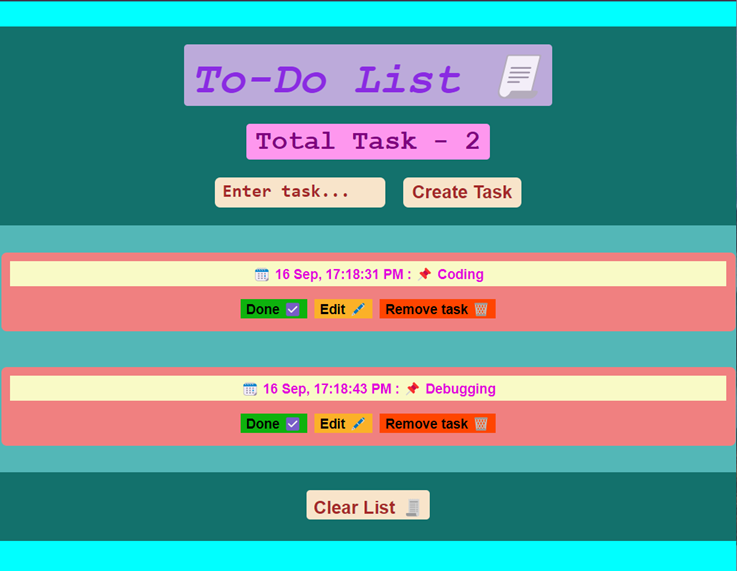 To-Do List
Total Task - 2
Enter task... Create Task
16 Sep, 17:18:31 PM : Coding
Done Edit Remove task
16 Sep, 17:18:43 PM : Debugging
Done Edit Remove task
Clear List